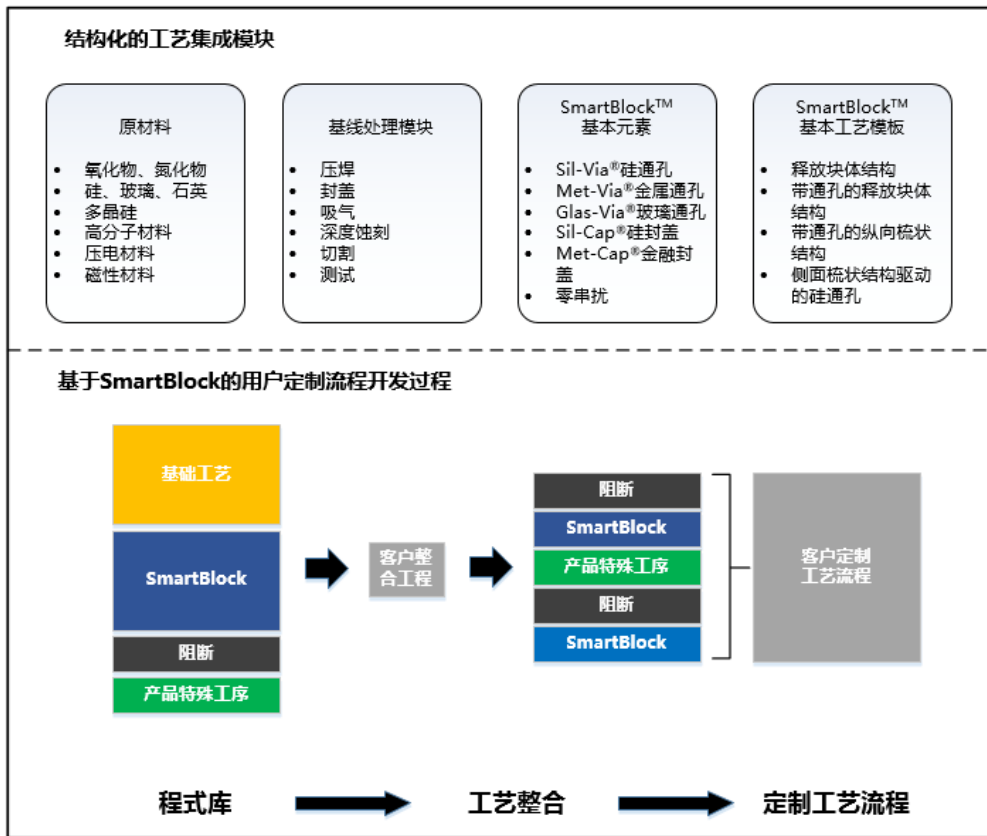 结构化的工艺集成模块
原材料
• 氧化物、氮化物
• 硅、玻璃、石英
• 多晶硅
• 高分子材料
• 压电材料
• 磁性材料
基线处理模块
• 压焊
• 封盖
• 吸气
• 深度蚀刻
• 切割
• 测试
SmartBlock™
基本元素
• Sil-Via®硅通孔
• Met-Via®金属通孔
• Glas-Via®玻璃通孔
• Sil-Cap®硅封盖
• Met-Cap®金融封
盖
• 零串扰
SmartBlock™
基本工艺模板
• 释放块体结构
• 带通孔的释放块体
结构
• 带通孔的纵向梳状
结构
• 侧面梳状结构驱动
的硅通孔
基于SmartBlock的用户定制流程开发过程
基础工艺
SmartBlock
阻断
产品特殊工序
客户整
合工程
阻断
SmartBlock
产品特殊工序
阻断
SmartBlock
客户定制
工艺流程
程式库
工艺整合
定制工艺流程